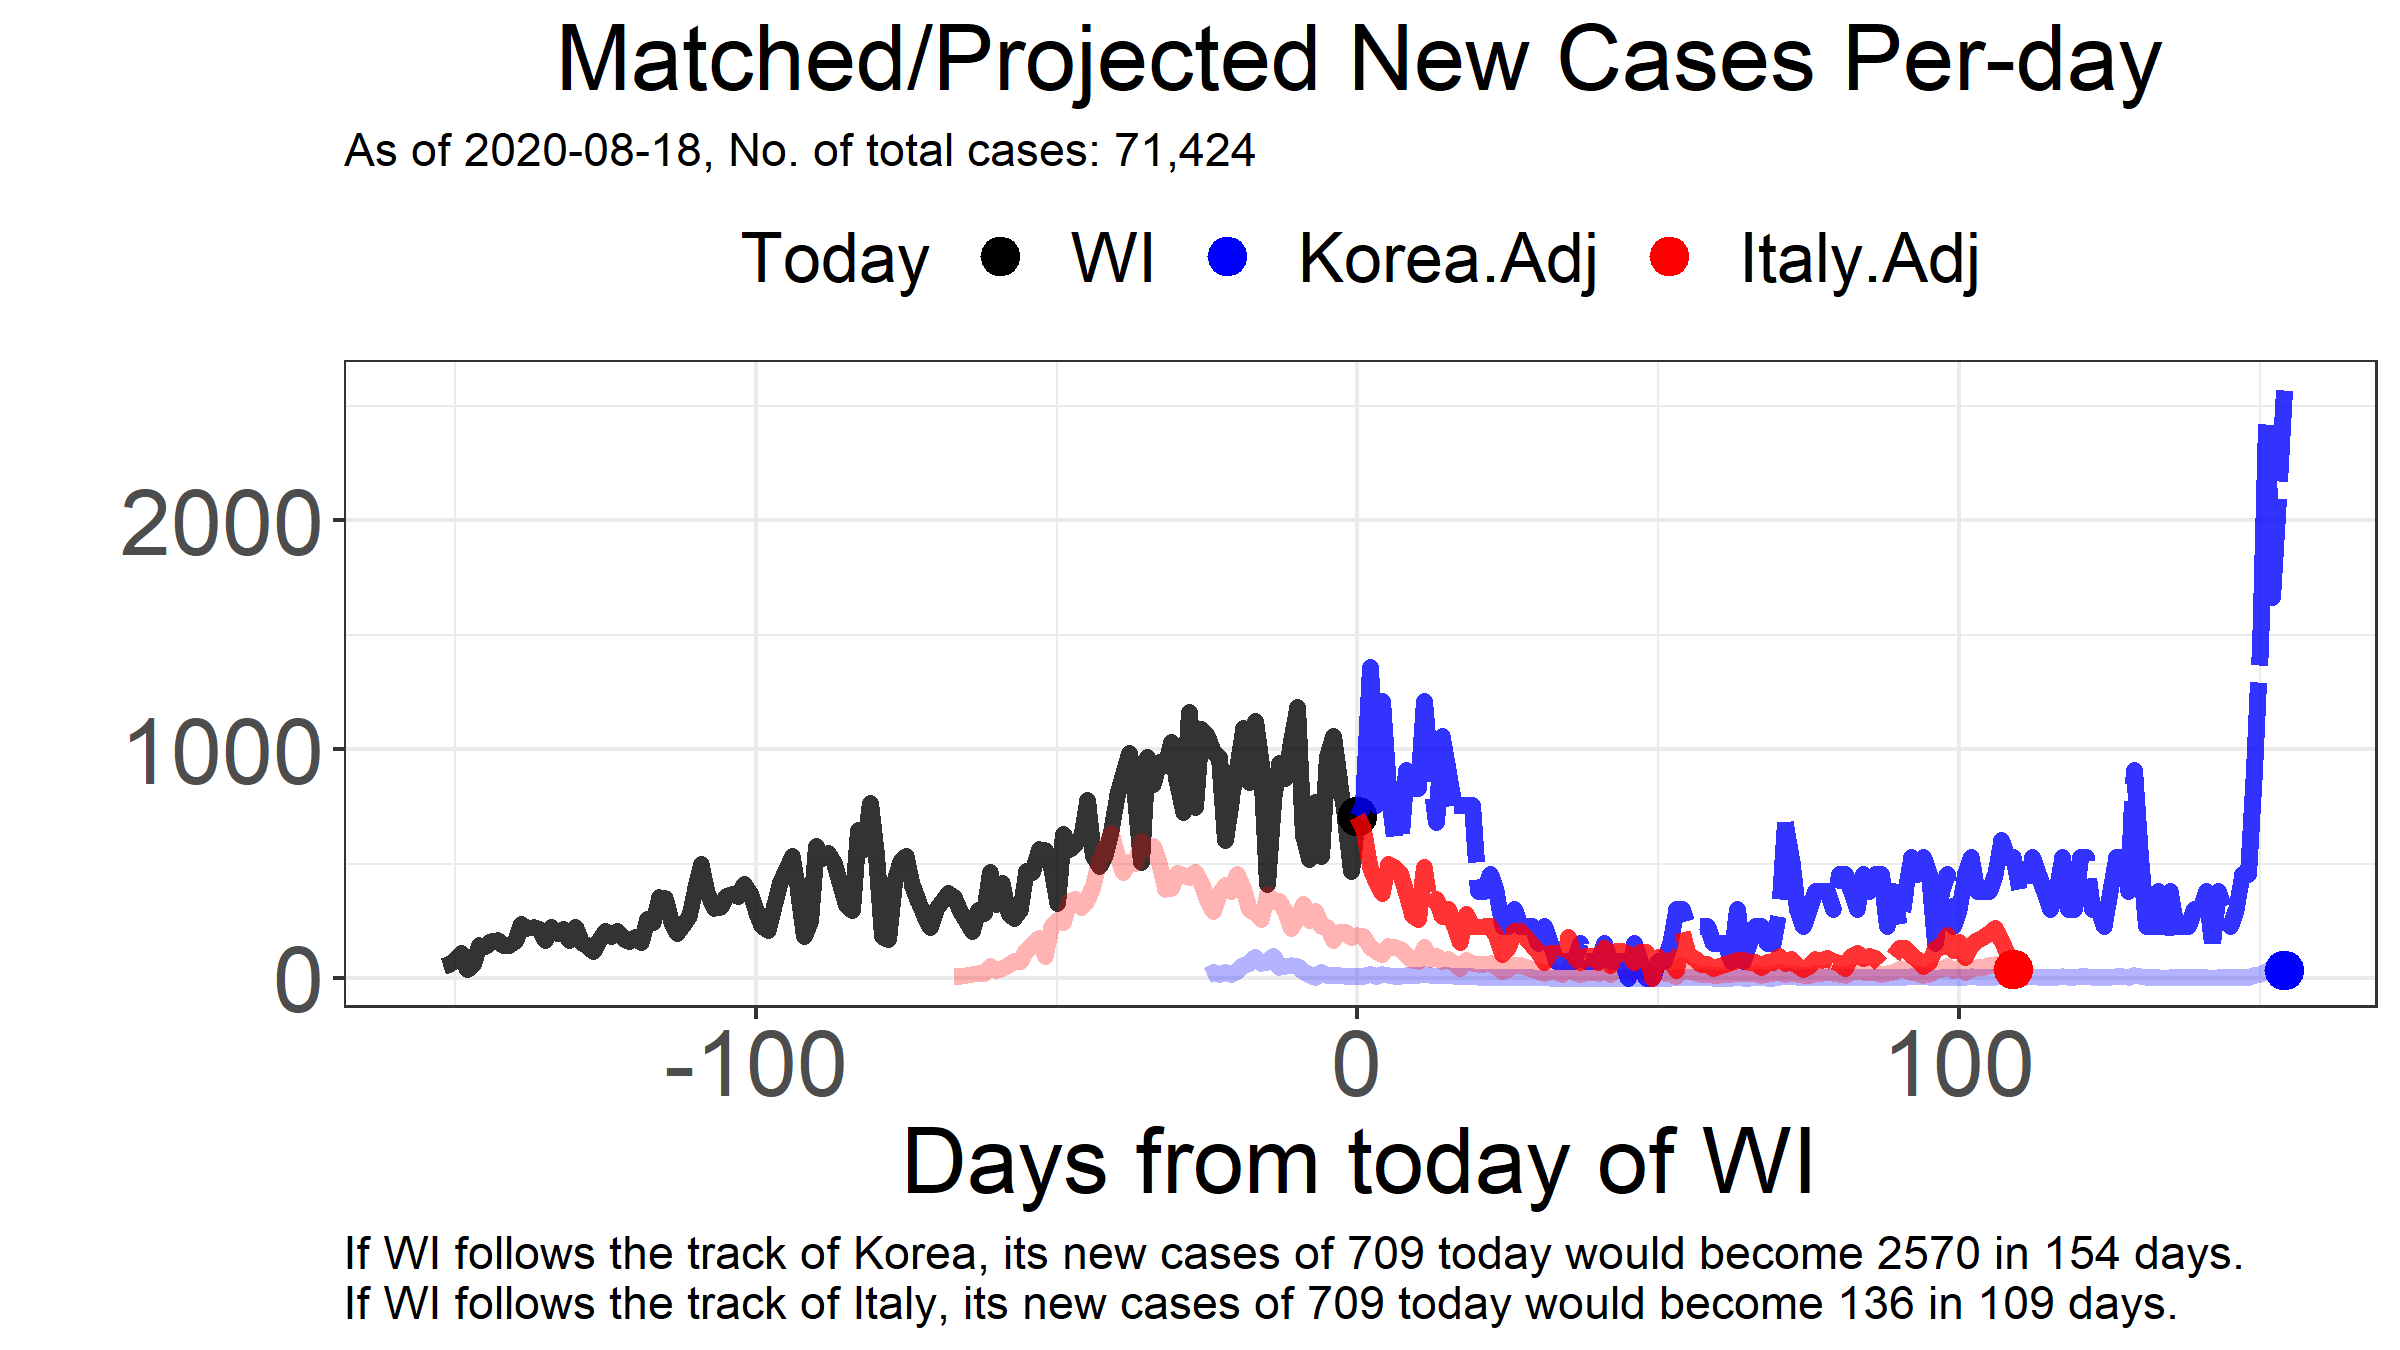 Matched/Projected New Cases Per-day
As of 2020-08-18, No. of total cases: 71,424
Today WI Korea.Adj Italy.Adj
2000
1000
0
-100 0 100
Days from today of WI
If WI follows the track of Korea, its new cases of 709 today would become 2570 in 154 days.
If WI follows the track of Italy, its new cases of 709 today would become 136 in 109 days.